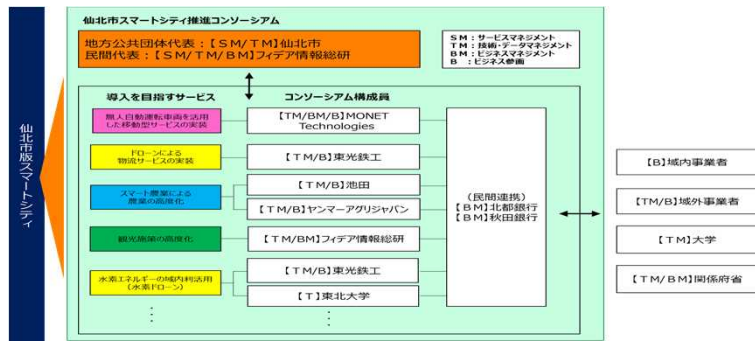 仙北市スマートシティ推進コンソーシアム
地方公共団体代表:【SM/TM】仙北市
民間代表:【SM/TM/BM】フィデア情報総研
SM:サービスマネジメント
TM:技術・データマネジメント
BM:ビジネスマネジメント
B :ビジネス参画
仙北市版スマートシティ
導入を目指すサービス
コンソーシアム構成員
無人自動運転車両を活用
した移動型サービスの実装
【TM/BM/B】MONET
Technologies
ドローンによる
物流サービスの実装
【TM/B】東光鉄工
スマート農業による
農業の高度化
【TM/B】池田
【TM/B】ヤンマーアグリジャパン
観光施策の高度化
【TM/BM】フィデア情報総研
水素エネルギーの域内利活用
(水素ドローン)
【TM/B】東光鉄工
【T】東北大学
(民間連携)
【BM】北都銀行
【BM】秋田銀行
【B】域内事業者
【TM/B】域外事業者
【TM】大学
【TM/BM】関係府省